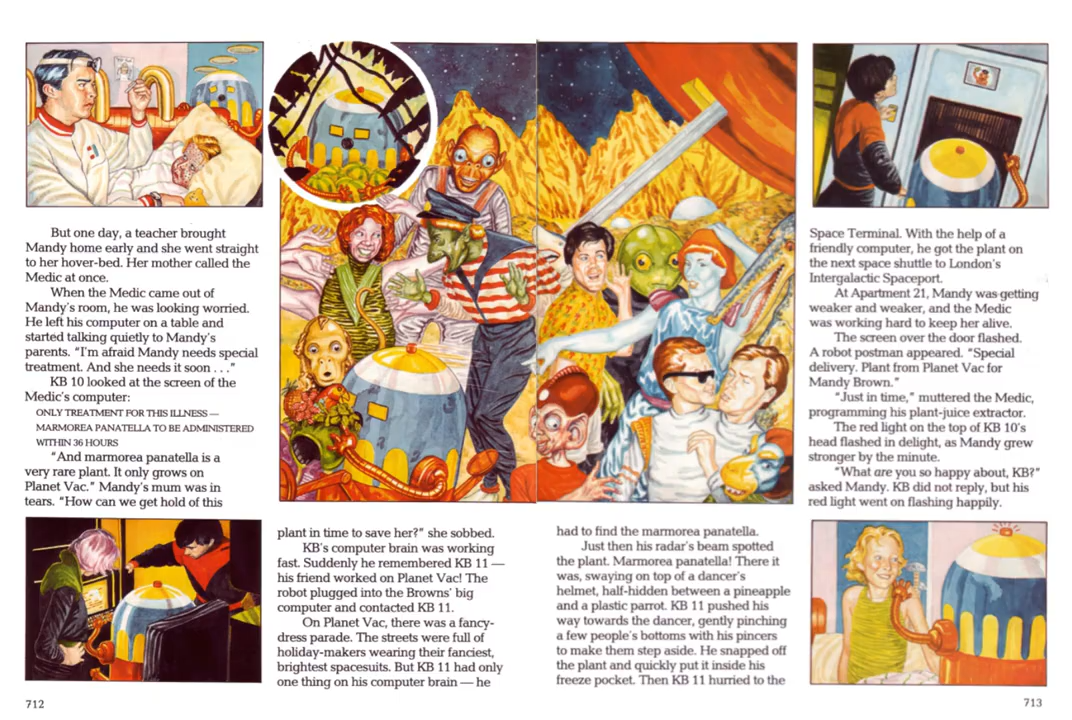 But one day, a teacher brought
Mandy home early and she went straight
to her hover-bed. Her mother called the
Medic at once.
When the Medic came out of
Mandy's room, he was looking worried.
He left his computer on a table and
started talking quietly to Mandy's
parents. "I'm afraid Mandy needs special
treatment. And she needs it soon . . ."
KB 10 looked at the screen of the
Medic's computer:
ONLY TREATMENT FOR THIS ILLNESS —
MARMOREA PANATELLA TO BE ADMINISTERED
WITHIN 36 HOURS
"And marmorea panatella is a
very rare plant. It only grows on
Planet Vac." Mandy's mum was in
tears. "How can we get hold of this
plant in time to save her?" she sobbed.
KB's computer brain was working
fast. Suddenly he remembered KB 11 —
his friend worked on Planet Vac! The
robot plugged into the Browns' big
computer and contacted KB 11.
On Planet Vac, there was a fancy-
dress parade. The streets were full of
holiday-makers wearing their fanciest,
brightest spacesuits. But KB 11 had only
one thing on his computer brain — he
had to find the marmorea panatella.
Just then his radar's beam spotted
the plant. Marmorea panatella! There it
was, swaying on top of a dancer's
helmet, half-hidden between a pineapple
and a plastic parrot. KB 11 pushed his
way towards the dancer, gently pinching
a few people's bottoms with his pincers
to make them step aside. He snapped off
the plant and quickly put it inside his
freeze pocket. Then KB 11 hurried to the
Space Terminal. With the help of a
friendly computer, he got the plant on
the next space shuttle to London's
Intergalactic Spaceport.
At Apartment 21, Mandy was getting
weaker and weaker, and the Medic
was working hard to keep her alive.
The screen over the door flashed.
A robot postman appeared. "Special
delivery. Plant from Planet Vac for
Mandy Brown."
"Just in time," muttered the Medic,
programming his plant-juice extractor.
The red light on the top of KB 10's
head flashed in delight, as Mandy grew
stronger by the minute.
"What are you so happy about, KB?"
asked Mandy. KB did not reply, but his
red light went on flashing happily.
712
713